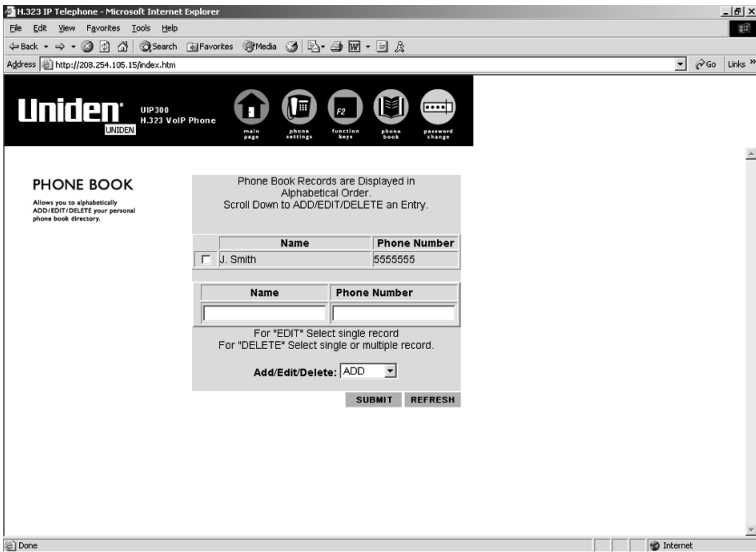 H.323 IP Telephone - Microsoft Internet Explorer
File Edit View Favorites Tools Help
Back Search Favorites Media
Address http://208.254.105.15/index.htm Go Links »
Uniden
UNIDEN
UIP300
H.323 VoIP Phone
main page
phone settings
F2
function keys
phone book
password change
PHONE BOOK
Allows you to alphabetically
ADD/EDIT/DELETE your personal
phone book directory.
Phone Book Records are Displayed in
Alphabetical Order.
Scroll Down to ADD/EDIT/DELETE an Entry.
Name Phone Number
J. Smith 5555555
Name Phone Number
For "EDIT" Select single record
For "DELETE" Select single or multiple record.
Add/Edit/Delete: ADD
SUBMIT REFRESH
Done Internet